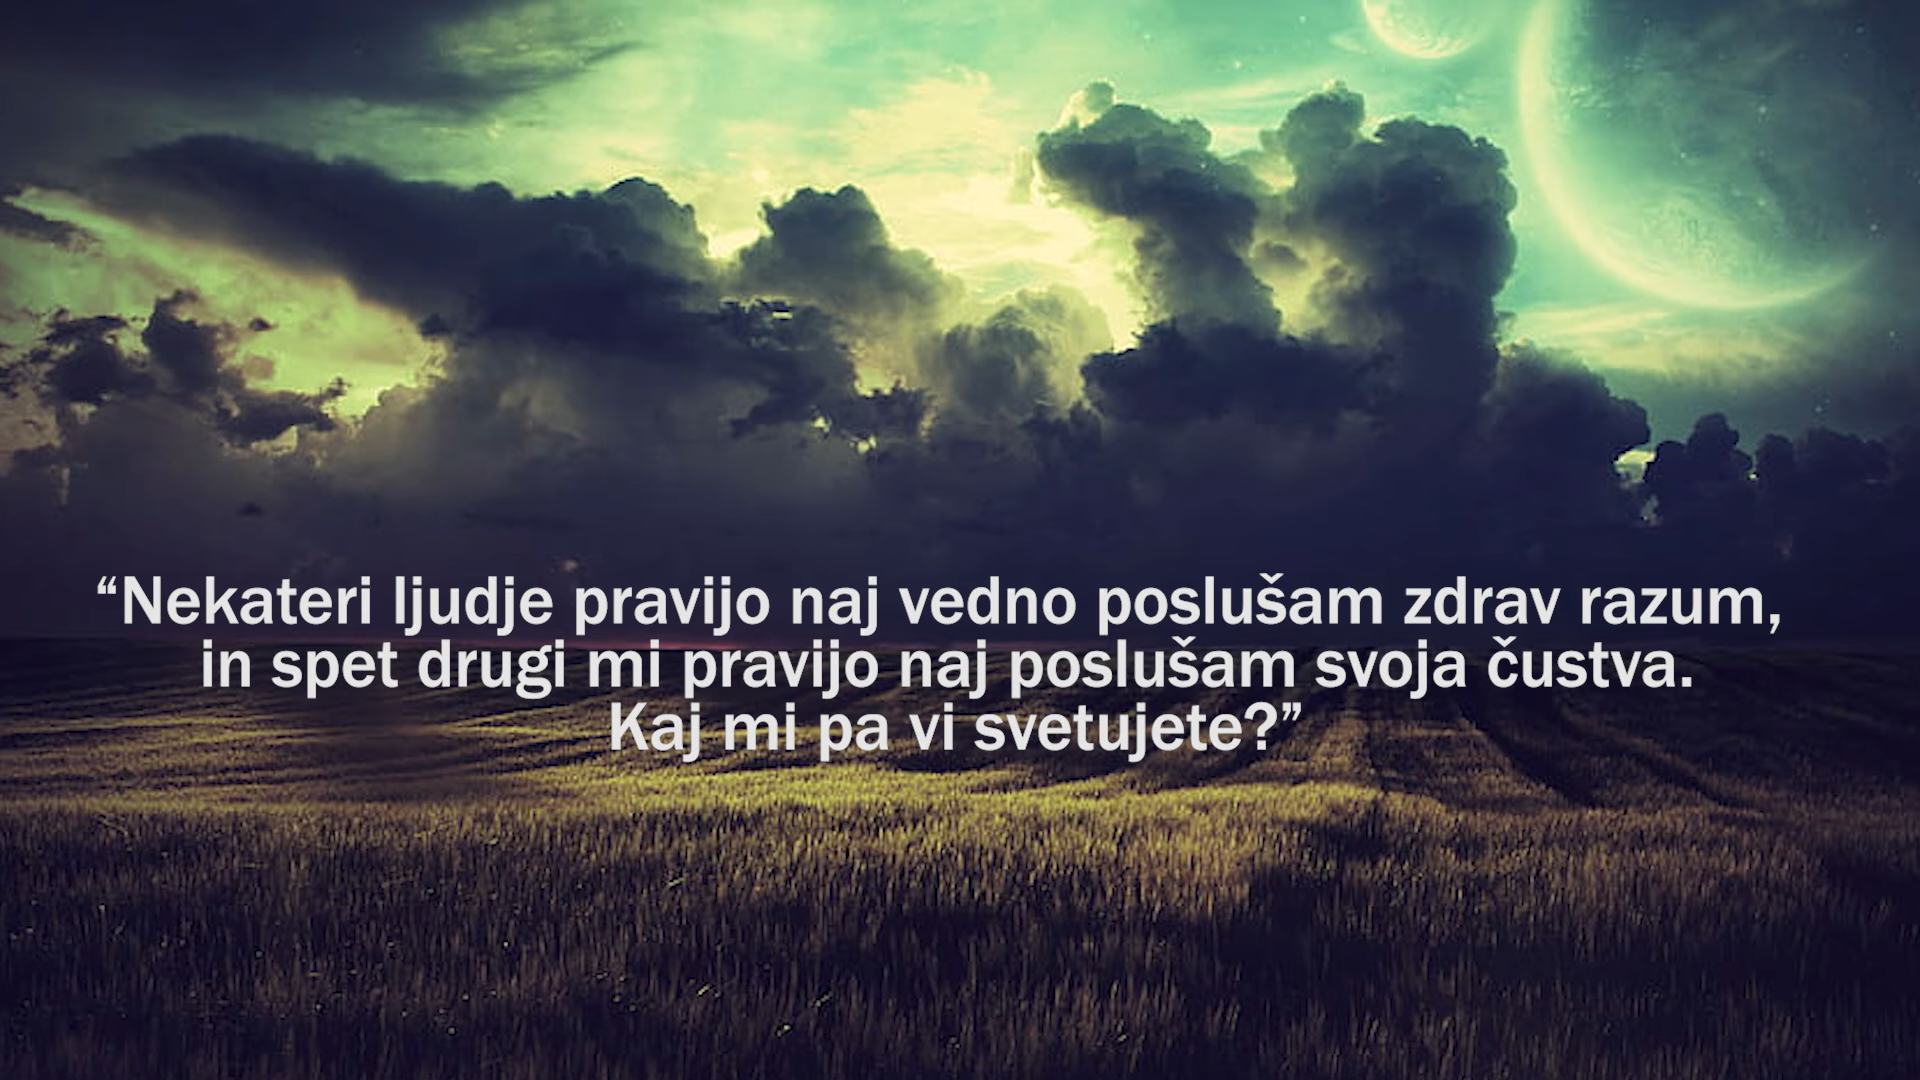 “Nekateri ljudje pravijo naj vedno poslušam zdrav razum,
in spet drugi mi pravijo naj poslušam svoja čustva.
Kaj mi pa vi svetujete?”